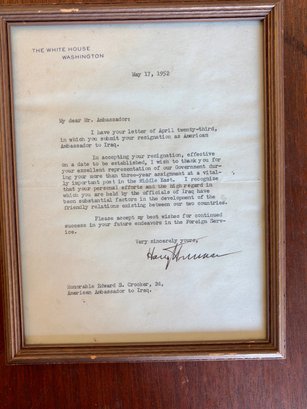 THE WHITE HOUSE
WASHINGTON
May 17, 1952
My dear Mr. Ambassador:
I have your letter of April twenty-third,
in which you submit your resignation as American
Ambassador to Iraq.
In accepting your resignation, effective
on a date to be established, I wish to thank you for
your excellent representation of our Government dur-
ing your more than three-year assignment at a vital-
ly important post in the Middle East. I recognize
that your personal efforts and the high regard in
which you are held by the officials of Iraq have
been substantial factors in the development of the
friendly relations existing between our two countries.
Please accept my best wishes for continued
success in your future endeavors in the Foreign Ser-
vice.
Very sincerely yours,
Harry Truman
Honorable Edward S. Crocker, 2d,
American Ambassador to Iraq.